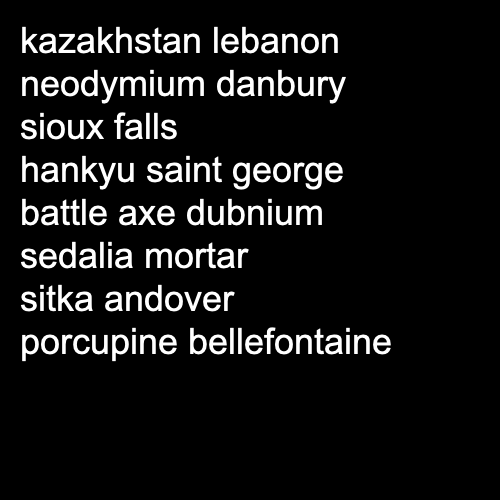 kazakhstan lebanon
neodymium danbury
sioux falls
hankyu saint george
battle axe dubnium
sedalia mortar
sitka andover
porcupine bellefontaine